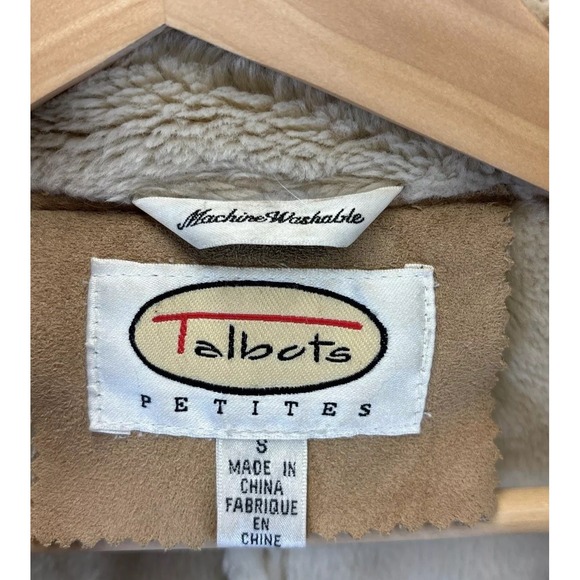 Machine Washable
Talbots
PETITES
S
MADE IN
CHINA
FABRIQUE
EN
CHINE